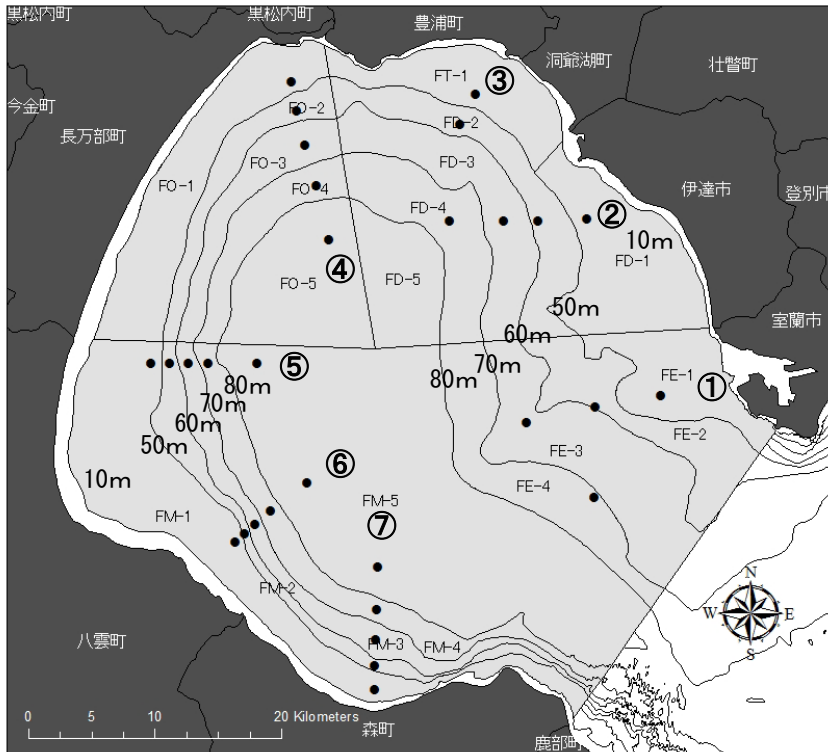 黒松内町
黒松内町
豊浦町
洞爺湖町
壮瞥町
今金町
長万部町
伊達市
登別市
室蘭市
八雲町
森町
鹿部町
FT-1
③
FO-2
FD-2
FO-3
FD-3
FO-1
FO-4
FD-4
②
10m
FD-1
④
FO-5
FD-5
50m
60m
70m
80m
⑤
80m
70m
60m
50m
10m
FE-1
①
FE-2
FE-3
FE-4
⑥
FM-5
⑦
FM-1
FM-2
FM-3
FM-4
N
W E
S
0 5 10 20 Kilometers